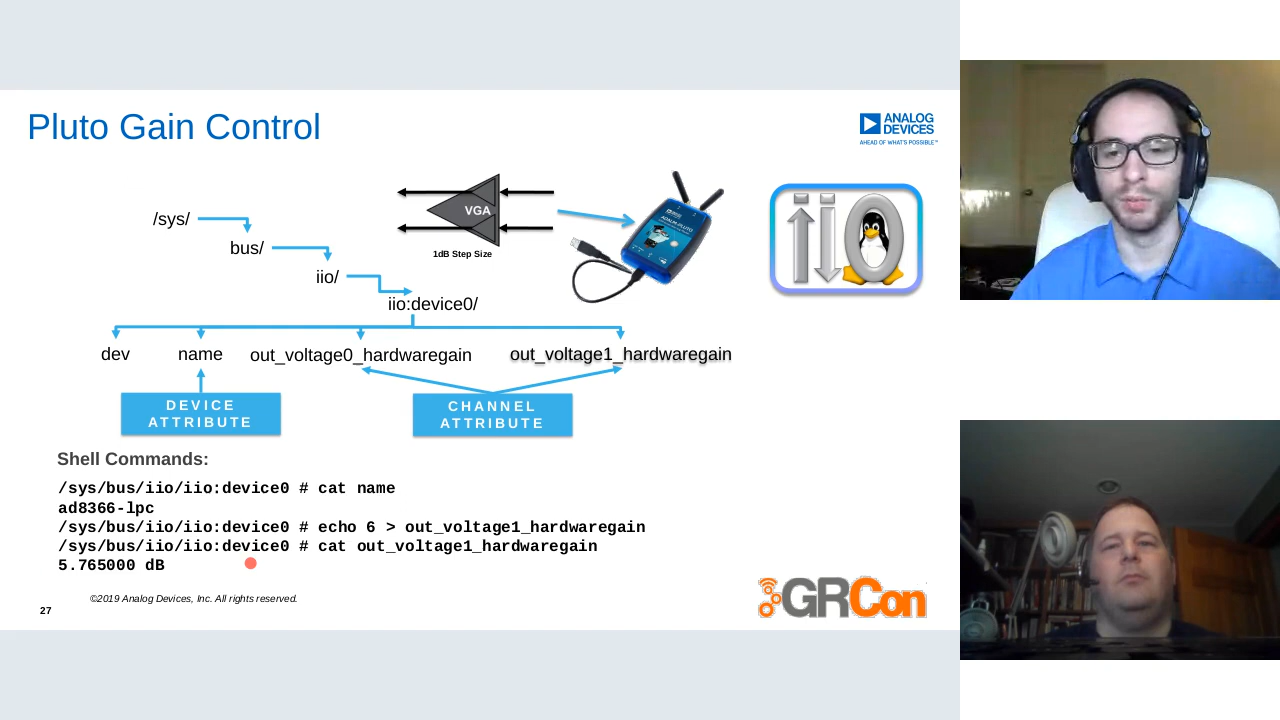 Pluto Gain Control
ANALOG
DEVICES
AHEAD OF WHAT'S POSSIBLE™
/sys/
bus/
iio/
iio:device0/
VGA
1dB Step Size
ADALM-PLUTO
iio
dev
name
out_voltage0_hardwaregain
out_voltage1_hardwaregain
DEVICE
ATTRIBUTE
CHANNEL
ATTRIBUTE
Shell Commands:
/sys/bus/iio/iio:device0 # cat name
ad8366-lpc
/sys/bus/iio/iio:device0 # echo 6 > out_voltage1_hardwaregain
/sys/bus/iio/iio:device0 # cat out_voltage1_hardwaregain
5.765000 dB
©2019 Analog Devices, Inc. All rights reserved.
27
GRCon